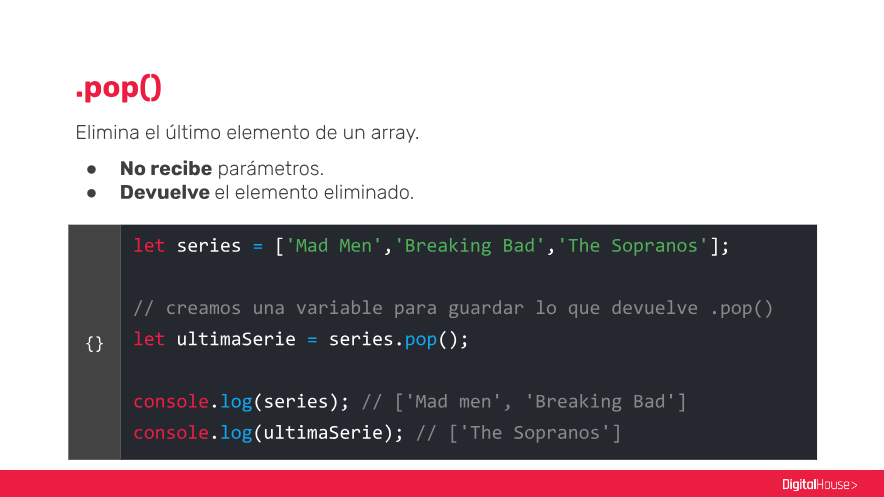 .pop()
Elimina el último elemento de un array.
● No recibe parámetros.
● Devuelve el elemento eliminado.
let series = ['Mad Men','Breaking Bad','The Sopranos'];
// creamos una variable para guardar lo que devuelve .pop()
{} let ultimaSerie = series.pop();
console.log(series); // ['Mad men', 'Breaking Bad']
console.log(ultimaSerie); // ['The Sopranos']
DigitalHouse>